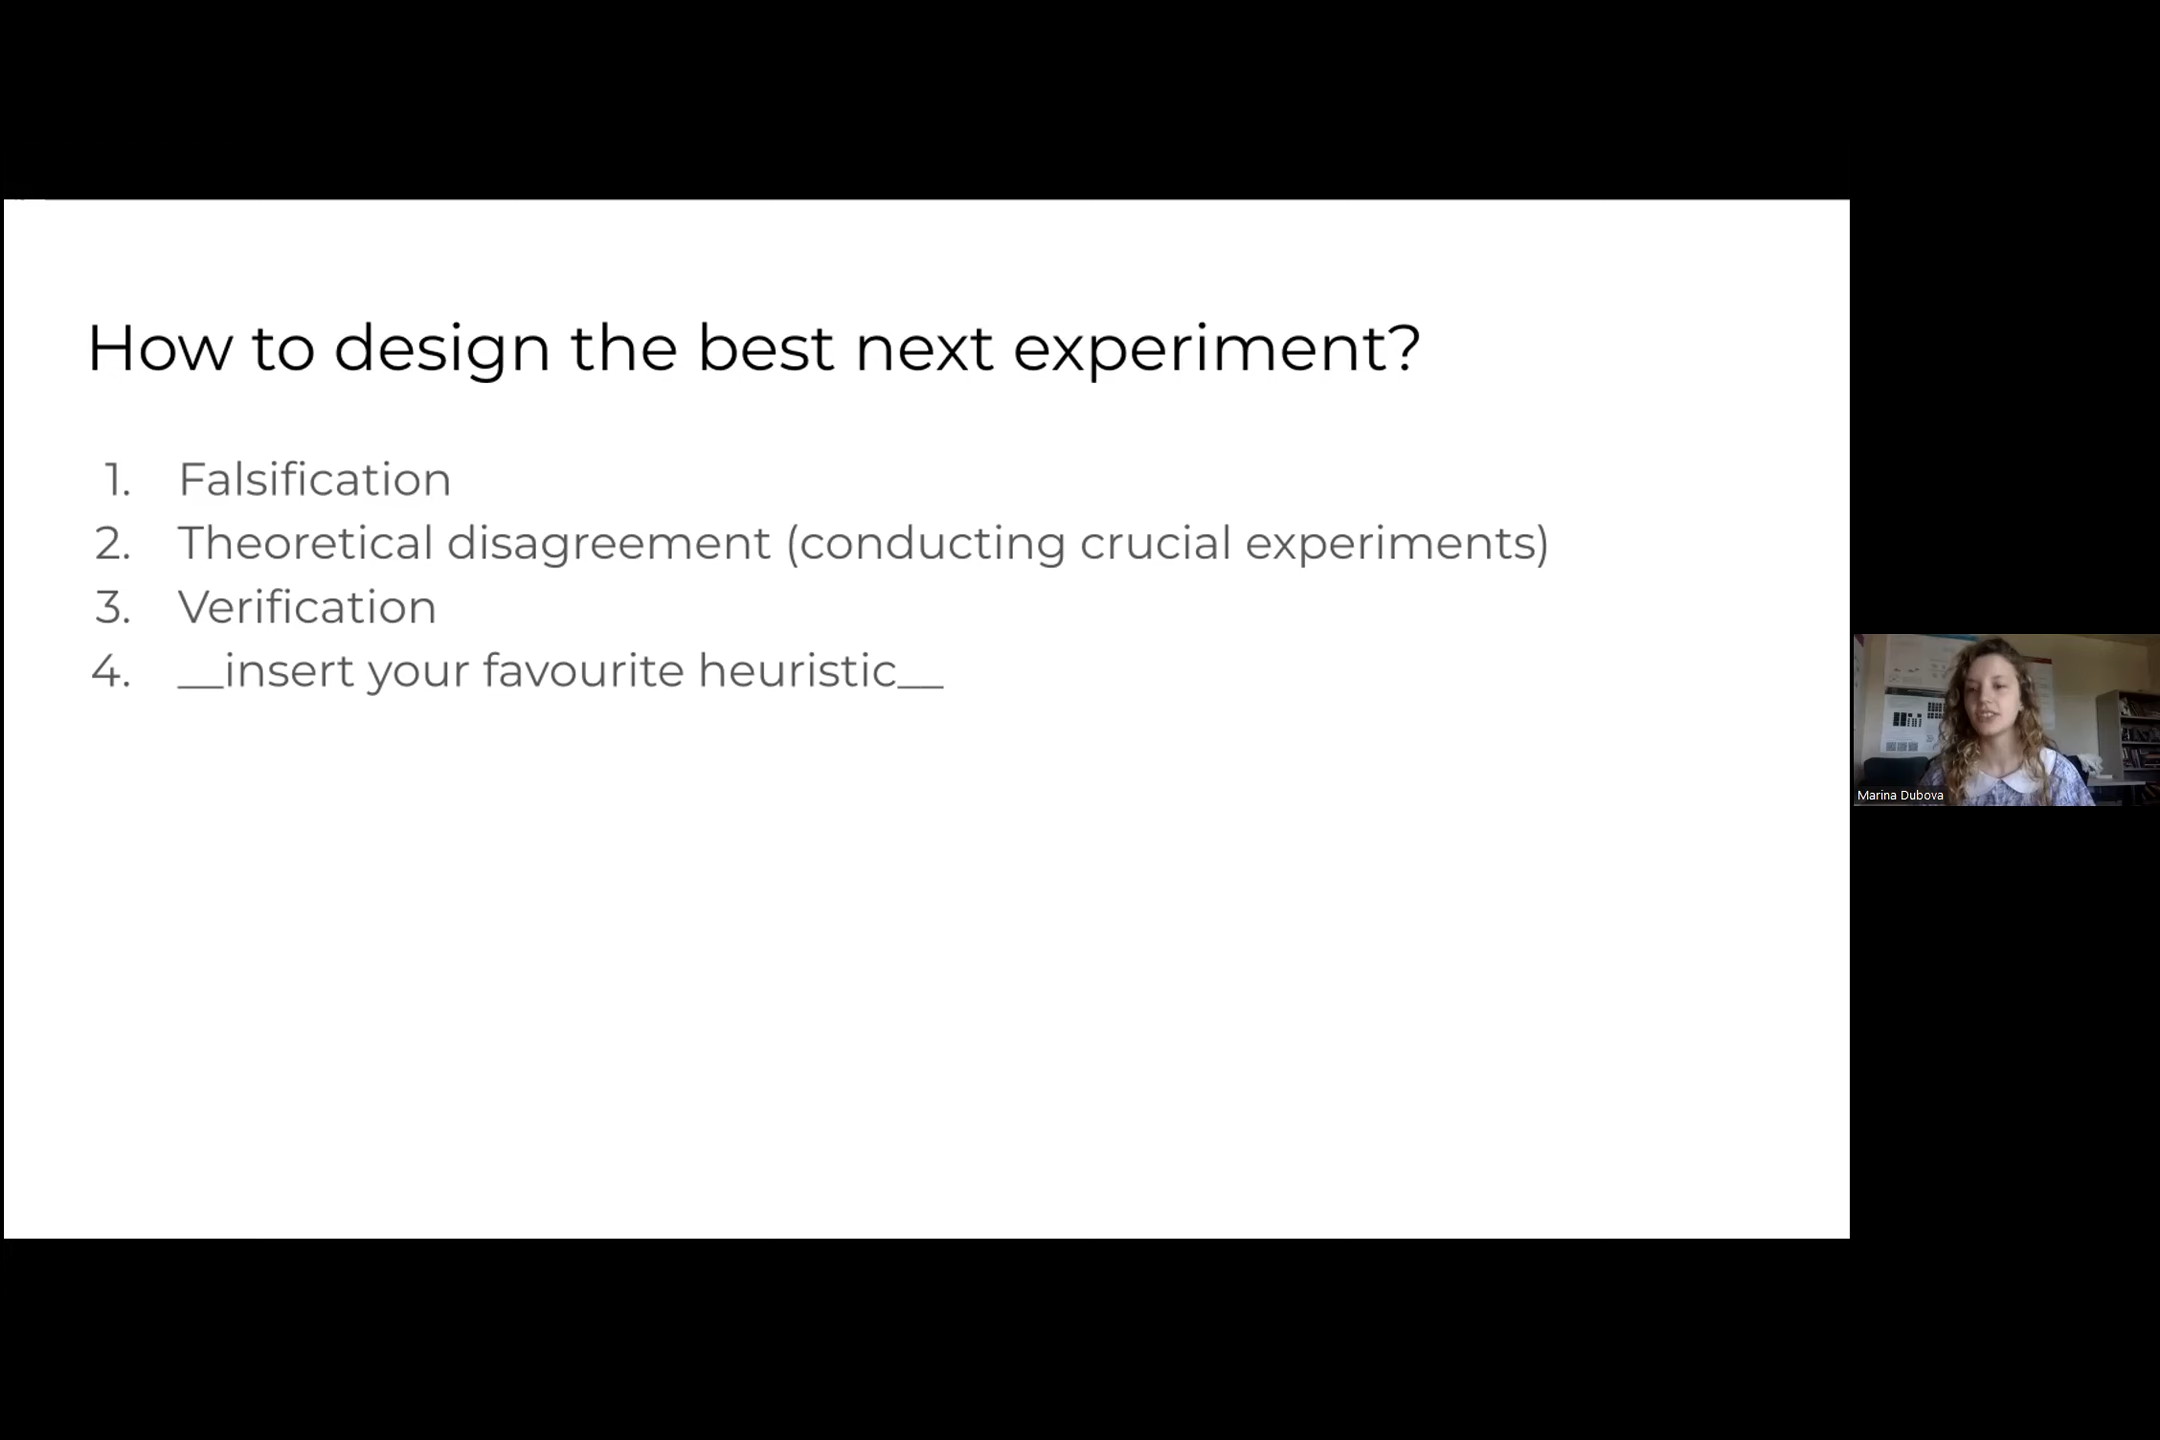 How to design the best next experiment?
1. Falsification
2. Theoretical disagreement (conducting crucial experiments)
3. Verification
4. __insert your favourite heuristic__
Marina Dubova